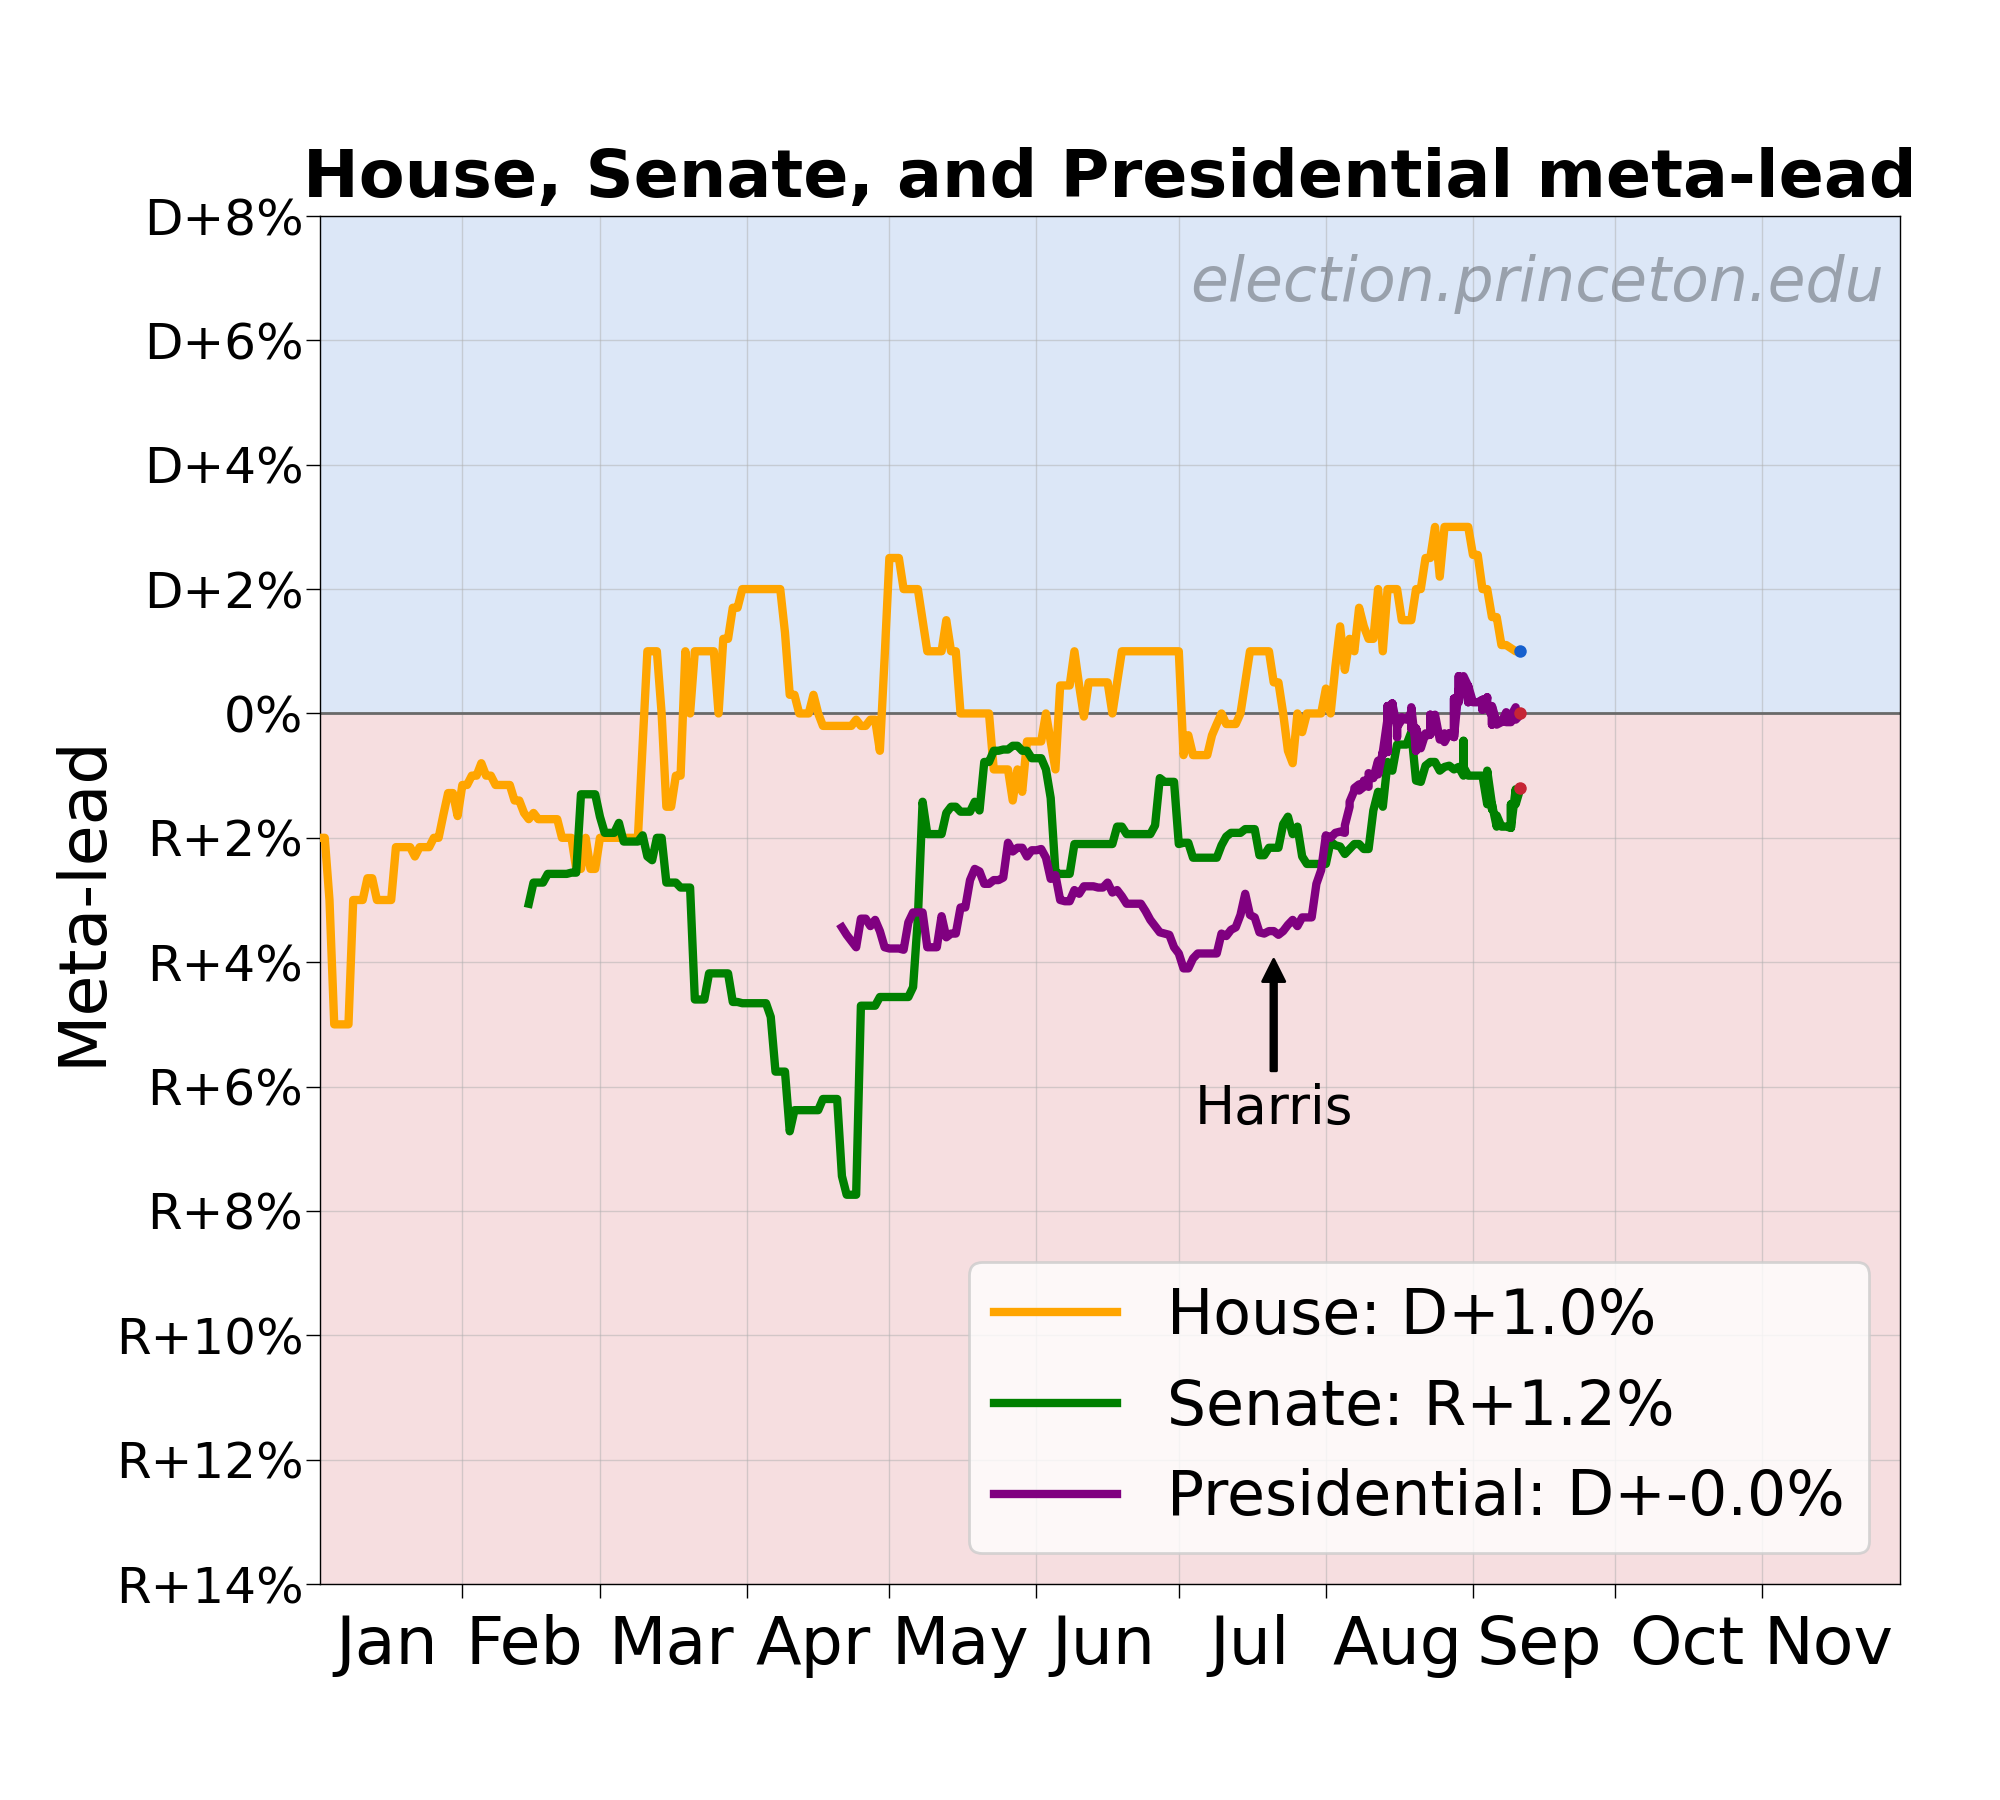 House, Senate, and Presidential meta-lead
election.princeton.edu
D+8%
D+6%
D+4%
D+2%
0%
R+2%
R+4%
R+6%
R+8%
R+10%
R+12%
R+14%
Meta-lead
Harris
House: D+1.0%
Senate: R+1.2%
Presidential: D+-0.0%
Jan Feb Mar Apr May Jun Jul Aug Sep Oct Nov